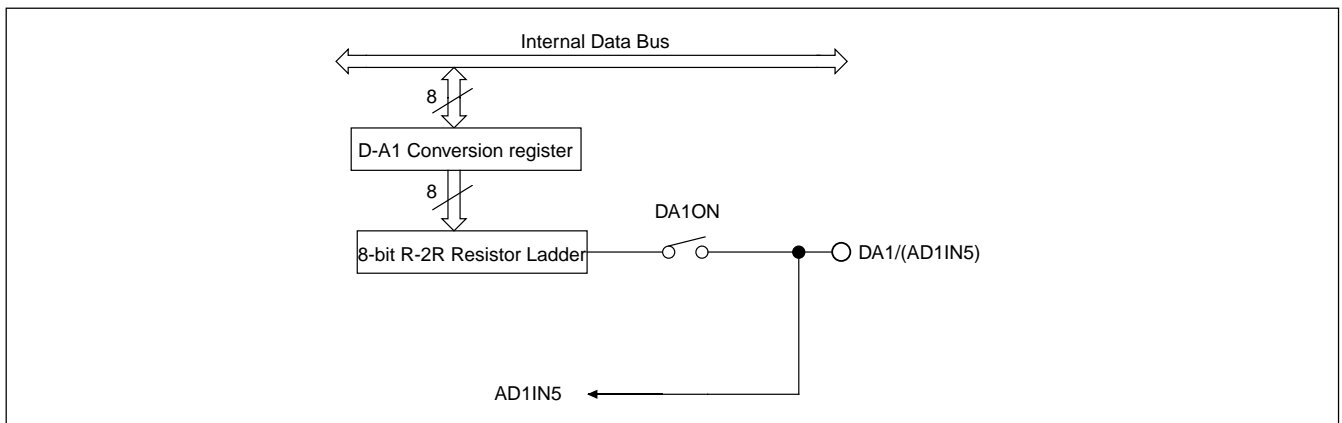 Internal Data Bus
8
D-A1 Conversion register
8
DA1ON
8-bit R-2R Resistor Ladder
DA1/(AD1IN5)
AD1IN5